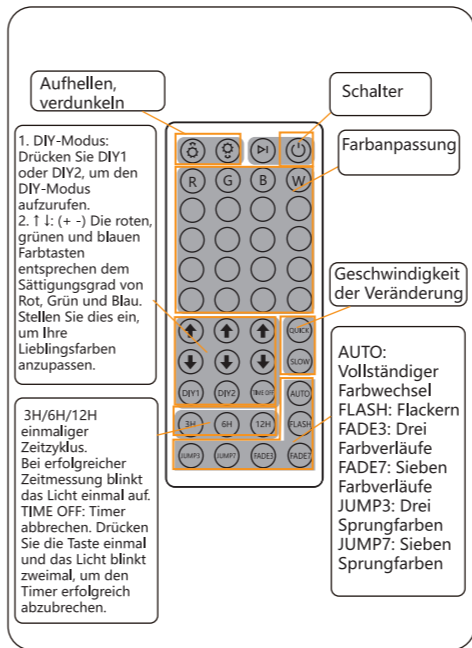 Aufhellen,
verdunkeln
Schalter
1. DIY-Modus:
Drücken Sie DIY1
oder DIY2, um den
DIY-Modus
aufzurufen.
2. ↑ ↓: (+ -) Die roten,
grünen und blauen
Farbtasten
entsprechen dem
Sättigungsgrad von
Rot, Grün und Blau.
Stellen Sie dies ein,
um Ihre
Lieblingsfarben
anzupassen.
Farbanpassung
R G B W
Geschwindigkeit
der Veränderung
QUICK
SLOW
DIY1 DIY2 TIME OFF AUTO
3H 6H 12H FLASH
JUMP3 JUMP7 FADE3 FADE7
3H/6H/12H
einmaliger
Zeitzyklus.
Bei erfolgreicher
Zeitmessung blinkt
das Licht einmal auf.
TIME OFF: Timer
abbrechen. Drücken
Sie die Taste einmal
und das Licht blinkt
zweimal, um den
Timer erfolgreich
abzubrechen.
AUTO:
Vollständiger
Farbwechsel
FLASH: Flackern
FADE3: Drei
Farbverläufe
FADE7: Sieben
Farbverläufe
JUMP3: Drei
Sprungfarben
JUMP7: Sieben
Sprungfarben